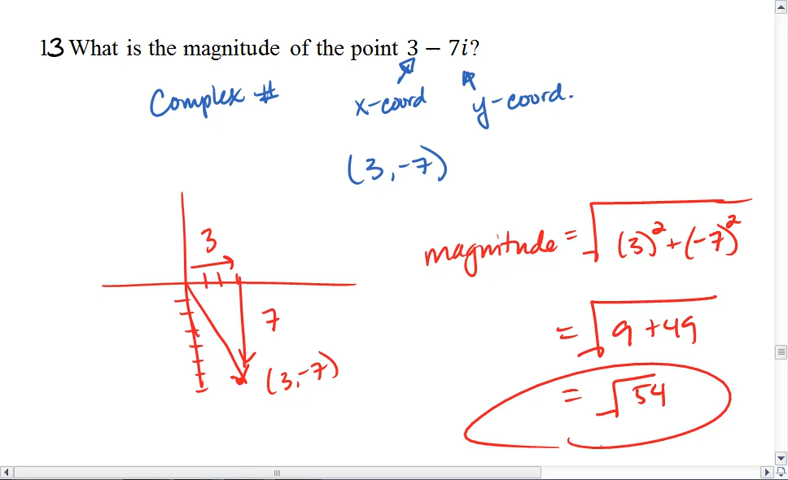 13 What is the magnitude of the point 3 − 7i?
Complex # x-coord y-coord.
(3,-7)
3
7
(3,-7)
magnitude = √(3)²+(-7)²
= √9+49
= √54